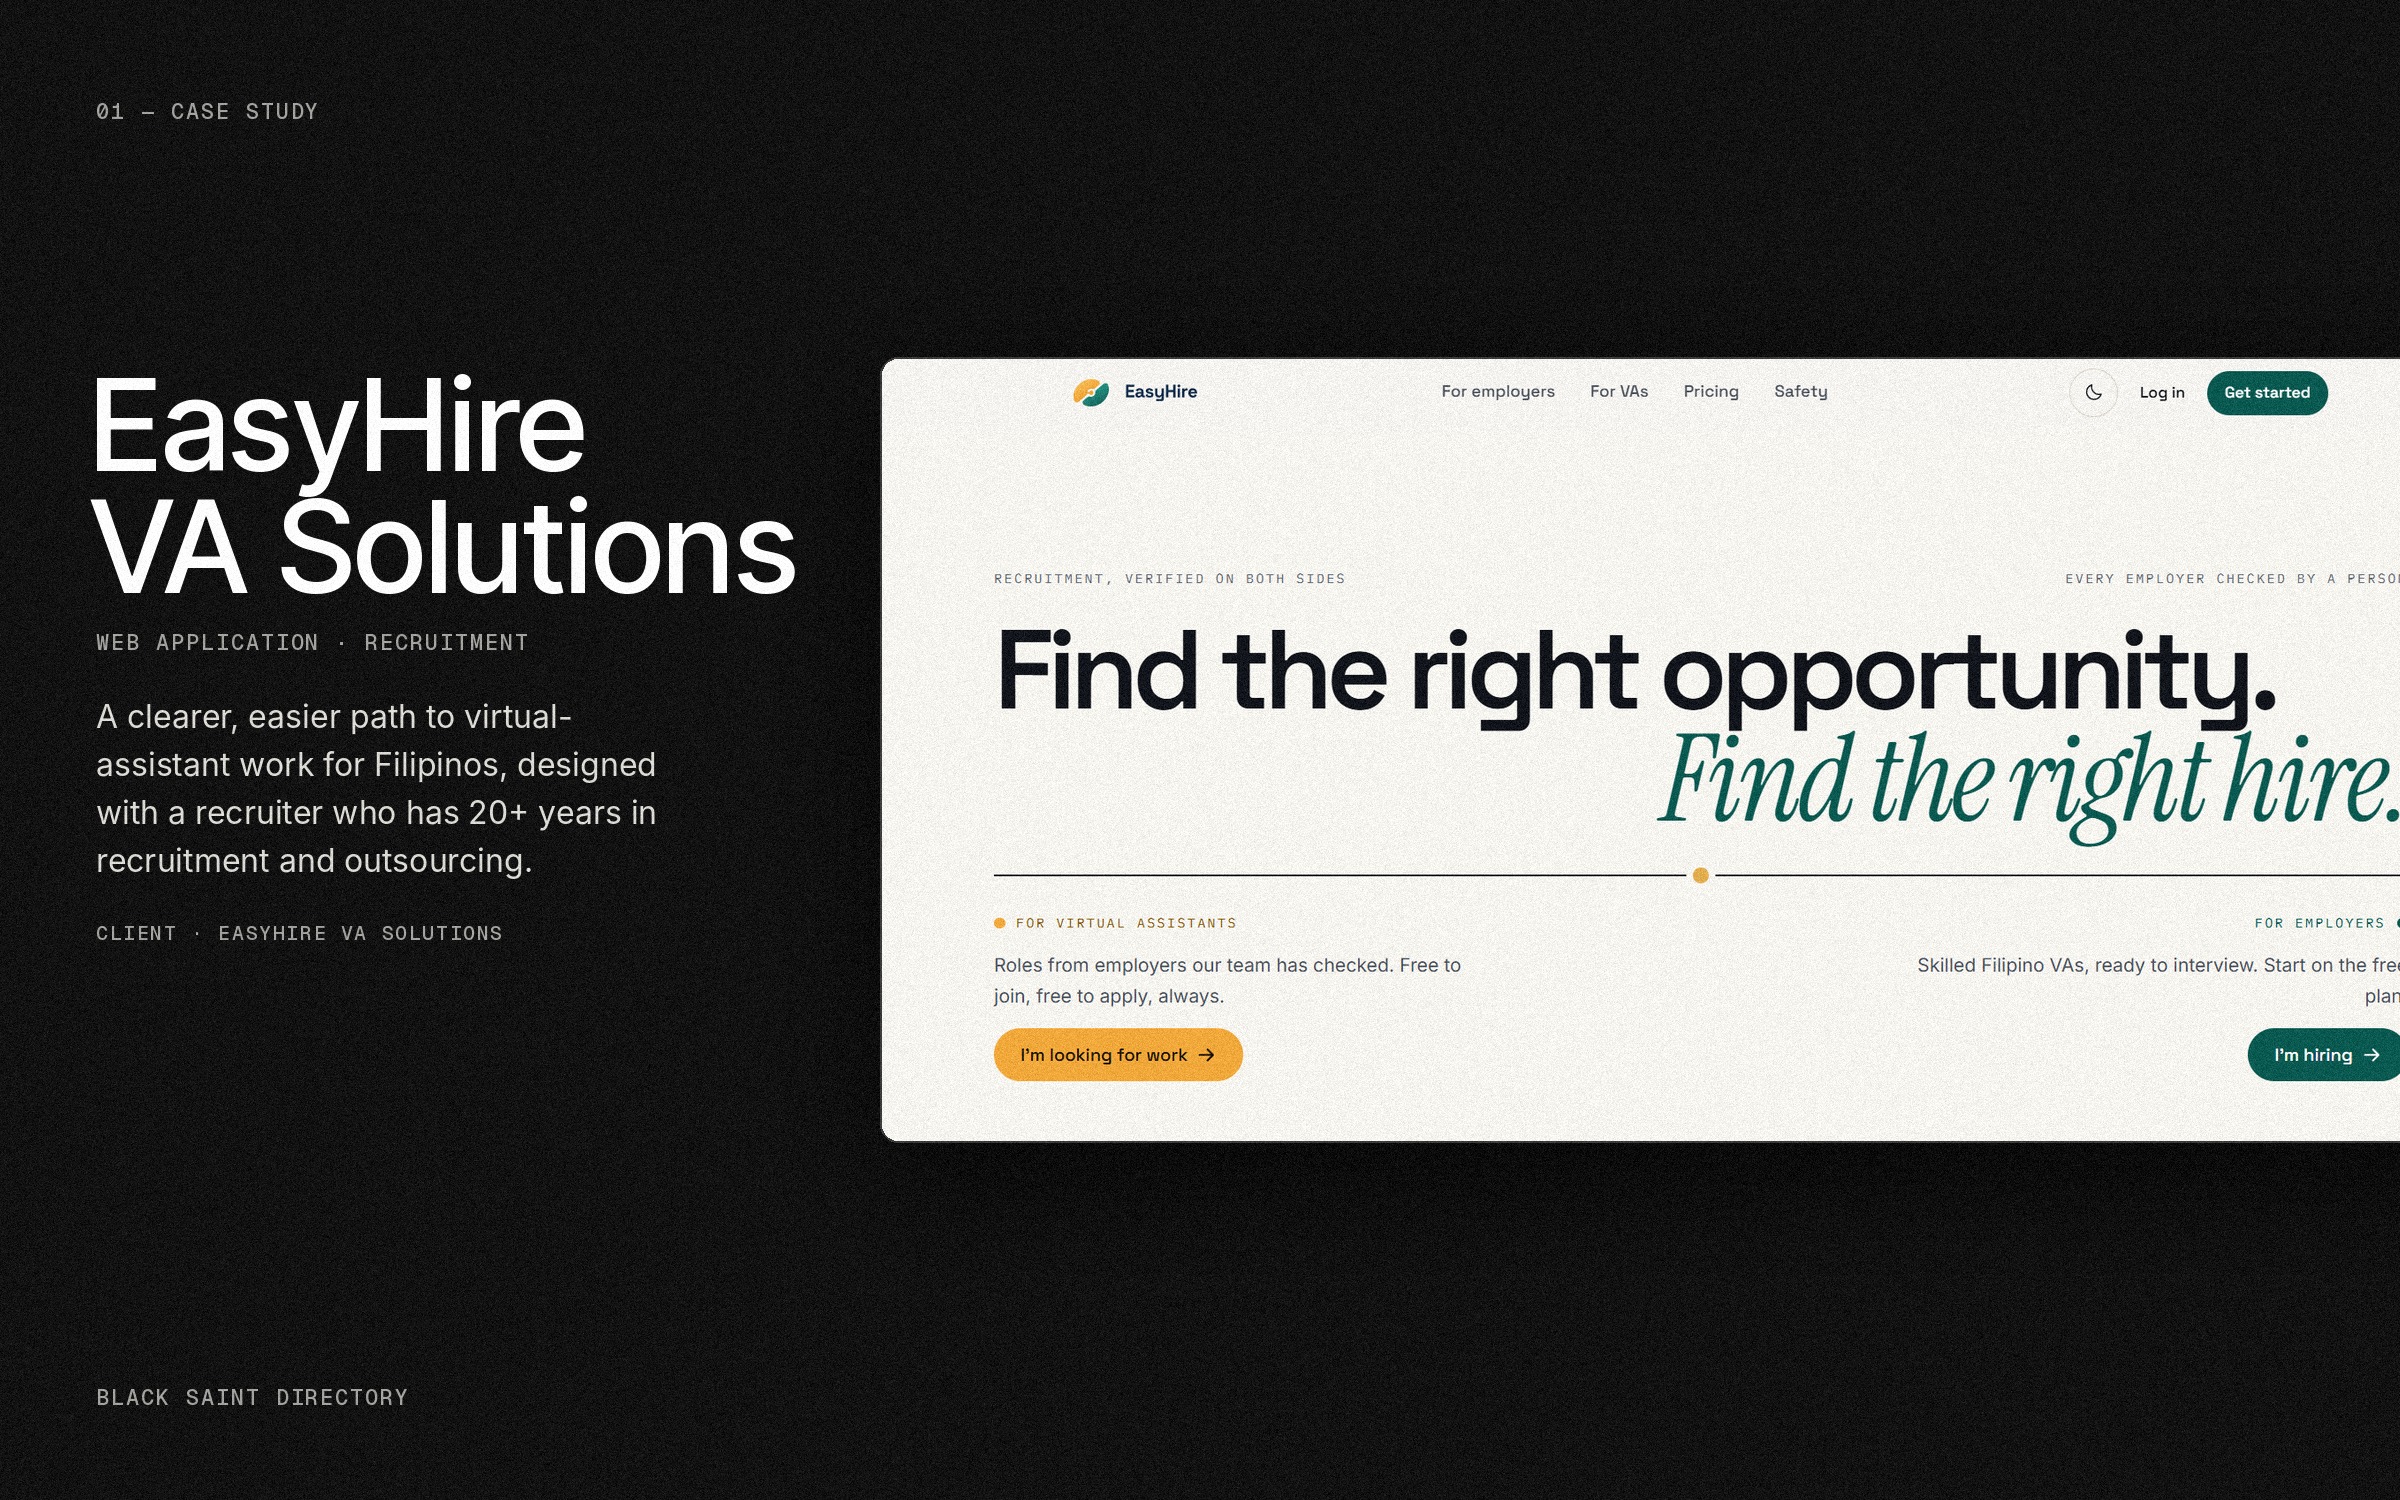 01 — CASE STUDY
EasyHire
VA Solutions
WEB APPLICATION · RECRUITMENT
A clearer, easier path to virtual-
assistant work for Filipinos, designed
with a recruiter who has 20+ years in
recruitment and outsourcing.
CLIENT · EASYHIRE VA SOLUTIONS
BLACK SAINT DIRECTORY
EasyHire
For employers For VAs Pricing Safety
Log in Get started
RECRUITMENT, VERIFIED ON BOTH SIDES
EVERY EMPLOYER CHECKED BY A PERSO
Find the right opportunity.
Find the right hire.
FOR VIRTUAL ASSISTANTS
Roles from employers our team has checked. Free to
join, free to apply, always.
I'm looking for work →
FOR EMPLOYERS
Skilled Filipino VAs, ready to interview. Start on the free
plan
I'm hiring →